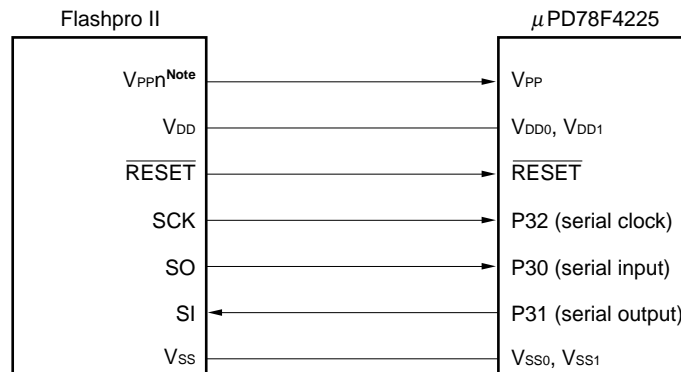 Flashpro II
µPD78F4225
VPPnNote
VPP
VDD
VDD0, VDD1
RESET
RESET
SCK
P32 (serial clock)
SO
P30 (serial input)
SI
P31 (serial output)
VSS
VSS0, VSS1